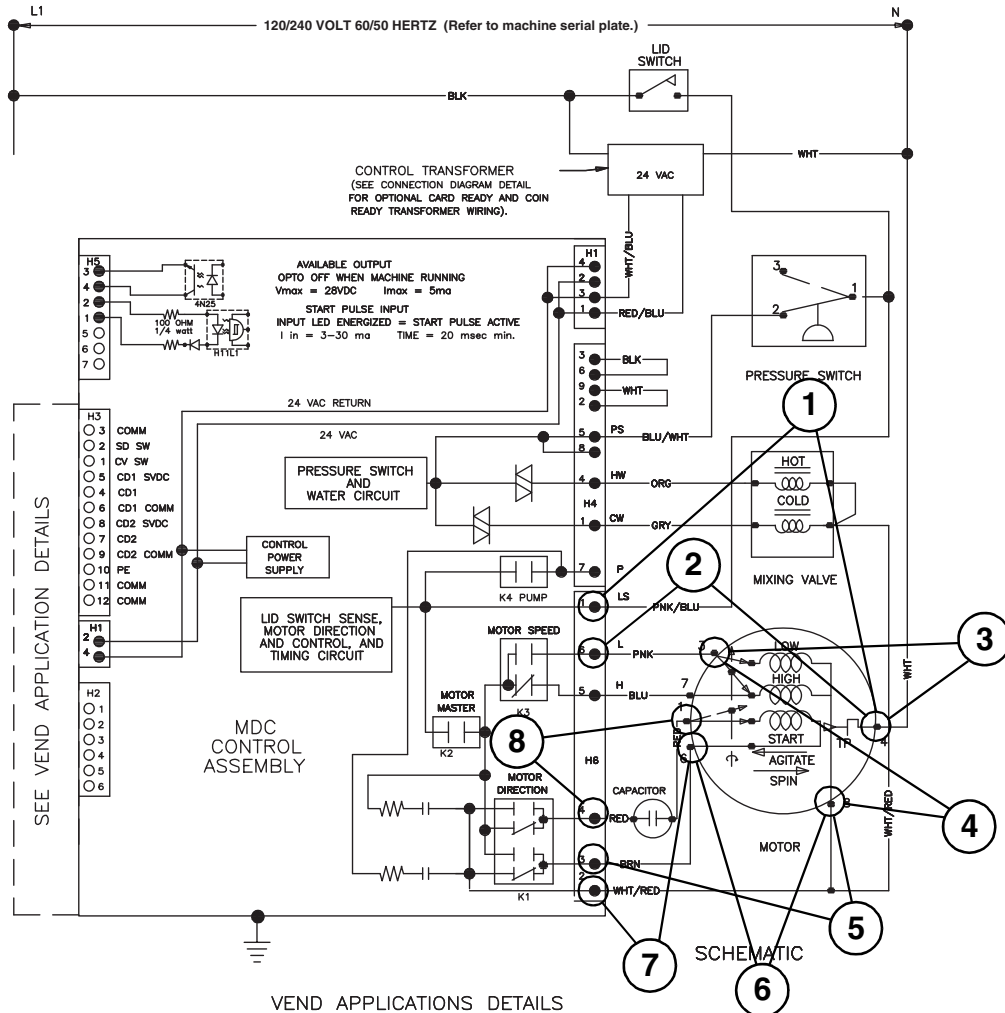 L1
N
120/240 VOLT 60/50 HERTZ (Refer to machine serial plate.)
LID
SWITCH
BLK
WHT
CONTROL TRANSFORMER
(SEE CONNECTION DIAGRAM DETAIL
FOR OPTIONAL CARD READY AND COIN
READY TRANSFORMER WIRING).
24 VAC
WHT/BLU
RED/BLU
H5
3
4
2
1
5
6
7
4N25
100 OHM
1/4 watt
H11L1
AVAILABLE OUTPUT
OPTO OFF WHEN MACHINE RUNNING
Vmax = 28VDC Imax = 5ma
START PULSE INPUT
INPUT LED ENERGIZED = START PULSE ACTIVE
I in = 3-30 ma TIME = 20 msec min.
H1
4
2
3
1
3
1
2
PRESSURE SWITCH
3 BLK
6
9 WHT
2
5 PS BLU/WHT
8
4 HW ORG
H4
1 CW GRY
7 P
24 VAC RETURN
24 VAC
H3
3 COMM
2 SD SW
1 CV SW
5 CD1 5VDC
4 CD1
6 CD1 COMM
8 CD2 5VDC
7 CD2
9 CD2 COMM
10 PE
11 COMM
12 COMM
H1
2
4
H2
1
2
3
4
5
6
SEE VEND APPLICATION DETAILS
PRESSURE SWITCH
AND
WATER CIRCUIT
CONTROL
POWER
SUPPLY
HOT
COLD
MIXING VALVE
K4 PUMP
LID SWITCH SENSE,
MOTOR DIRECTION
AND CONTROL, AND
TIMING CIRCUIT
MOTOR SPEED
K3
MOTOR
MASTER
K2
MDC
CONTROL
ASSEMBLY
MOTOR
DIRECTION
K1
1 LS PNK/BLU
6 L PNK
5 H BLU
H6
4 RED
3 BRN
2 WHT/RED
CAPACITOR
RED
3
7
1
6
LOW
HIGH
START
AGITATE
SPIN
TP
4
MOTOR
WHT
WHT/RED
1
2
3
4
5
6
7
8
SCHEMATIC
VEND APPLICATIONS DETAILS